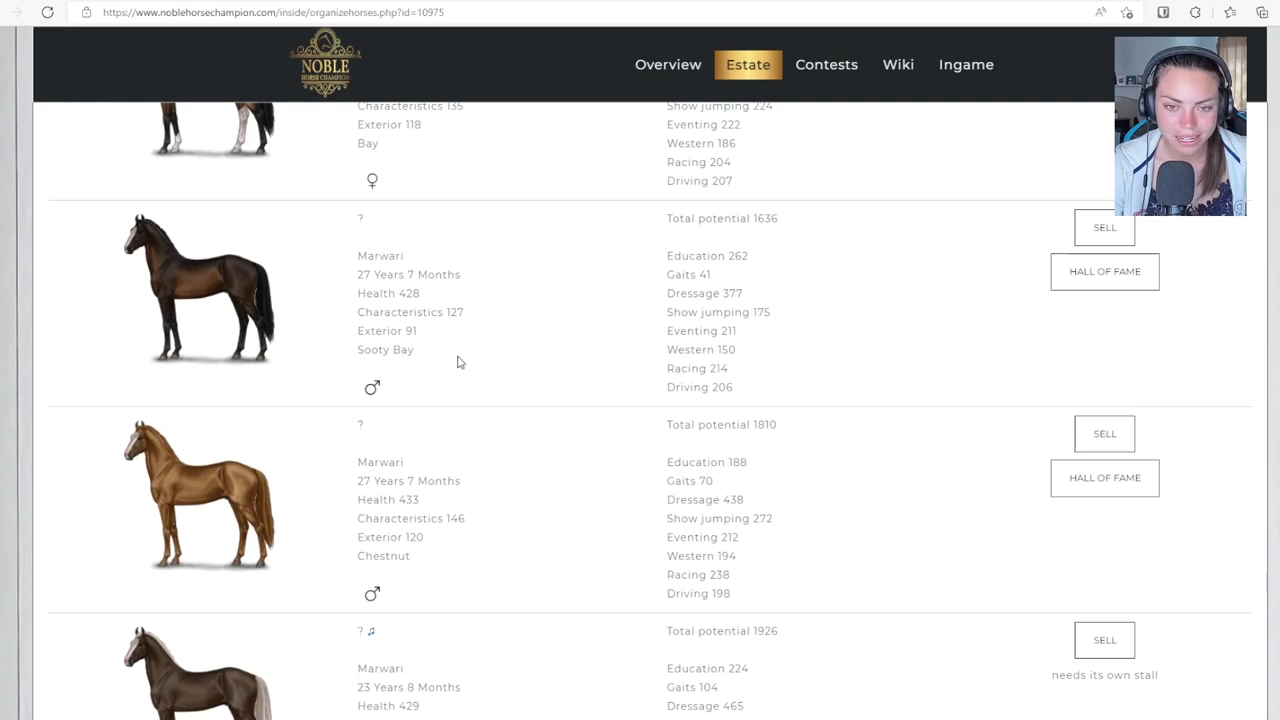 https://www.noblehorsechampion.com/inside/organizehorses.php?id=10975
NOBLE
HORSE CHAMPION
Overview
Estate
Contests
Wiki
Ingame
Characteristics 135
Exterior 118
Bay
♀
Show jumping 224
Eventing 222
Western 186
Racing 204
Driving 207
?
Marwari
27 Years 7 Months
Health 428
Characteristics 127
Exterior 91
Sooty Bay
♂
Total potential 1636
Education 262
Gaits 41
Dressage 377
Show jumping 175
Eventing 211
Western 150
Racing 214
Driving 206
SELL
HALL OF FAME
?
Marwari
27 Years 7 Months
Health 433
Characteristics 146
Exterior 120
Chestnut
♂
Total potential 1810
Education 188
Gaits 70
Dressage 438
Show jumping 272
Eventing 212
Western 194
Racing 238
Driving 198
SELL
HALL OF FAME
? ♫
Marwari
23 Years 8 Months
Health 429
Total potential 1926
Education 224
Gaits 104
Dressage 465
SELL
needs its own stall